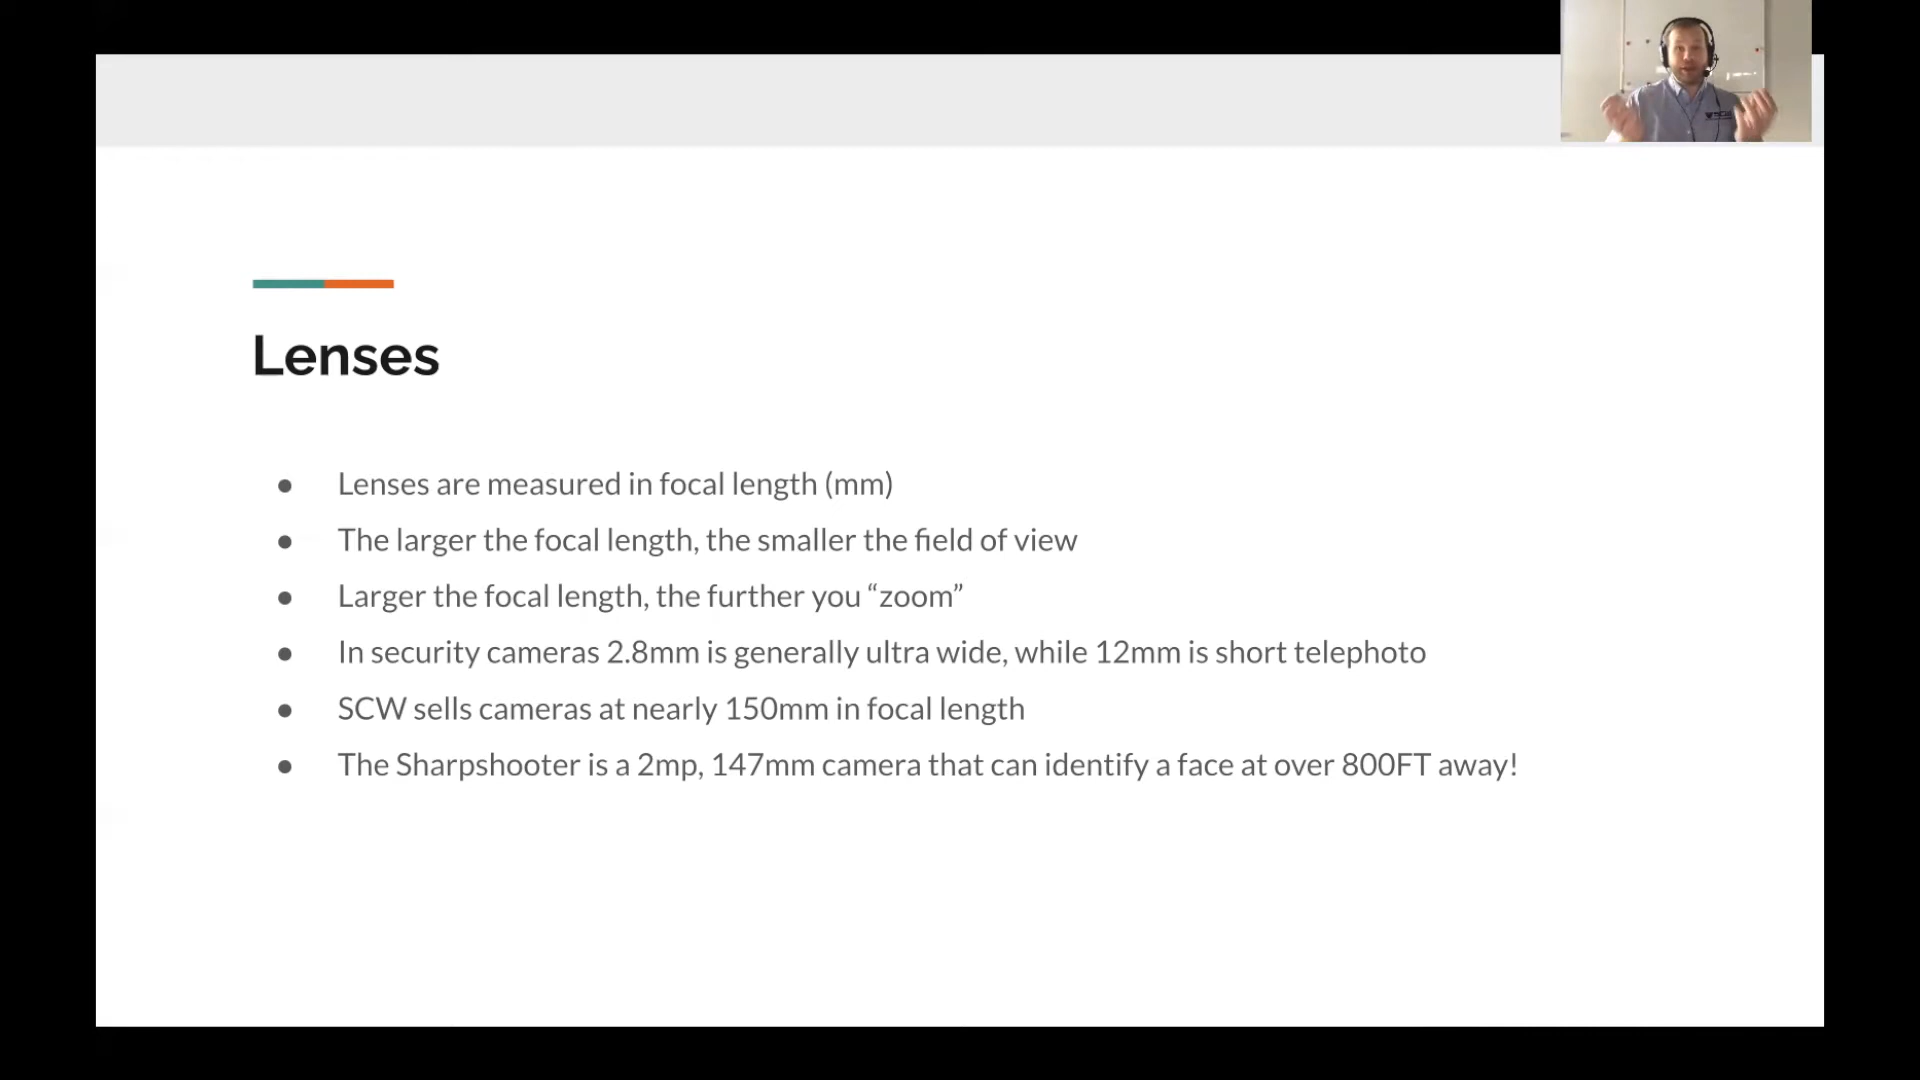 Lenses
● Lenses are measured in focal length (mm)
● The larger the focal length, the smaller the field of view
● Larger the focal length, the further you “zoom”
● In security cameras 2.8mm is generally ultra wide, while 12mm is short telephoto
● SCW sells cameras at nearly 150mm in focal length
● The Sharpshooter is a 2mp, 147mm camera that can identify a face at over 800FT away!